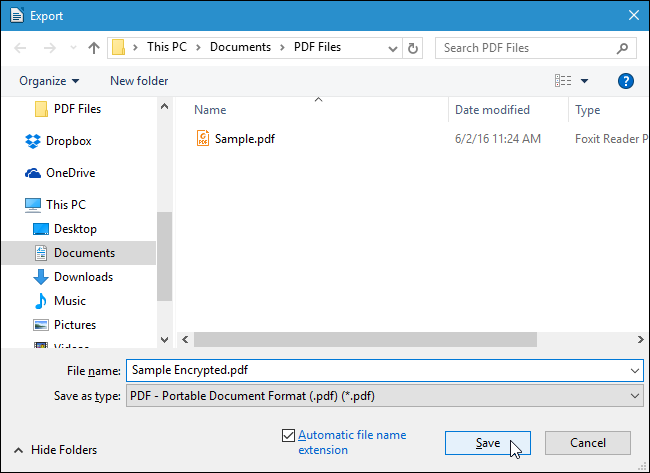 Export
This PC > Documents > PDF Files
Search PDF Files
Organize
New folder
?
PDF Files
Dropbox
OneDrive
This PC
Desktop
Documents
Downloads
Music
Pictures
Name
Date modified
Type
Sample.pdf
6/2/16 11:24 AM
Foxit Reader P
File name:
Sample Encrypted.pdf
Save as type:
PDF - Portable Document Format (.pdf) (*.pdf)
Automatic file name
extension
Hide Folders
Save
Cancel